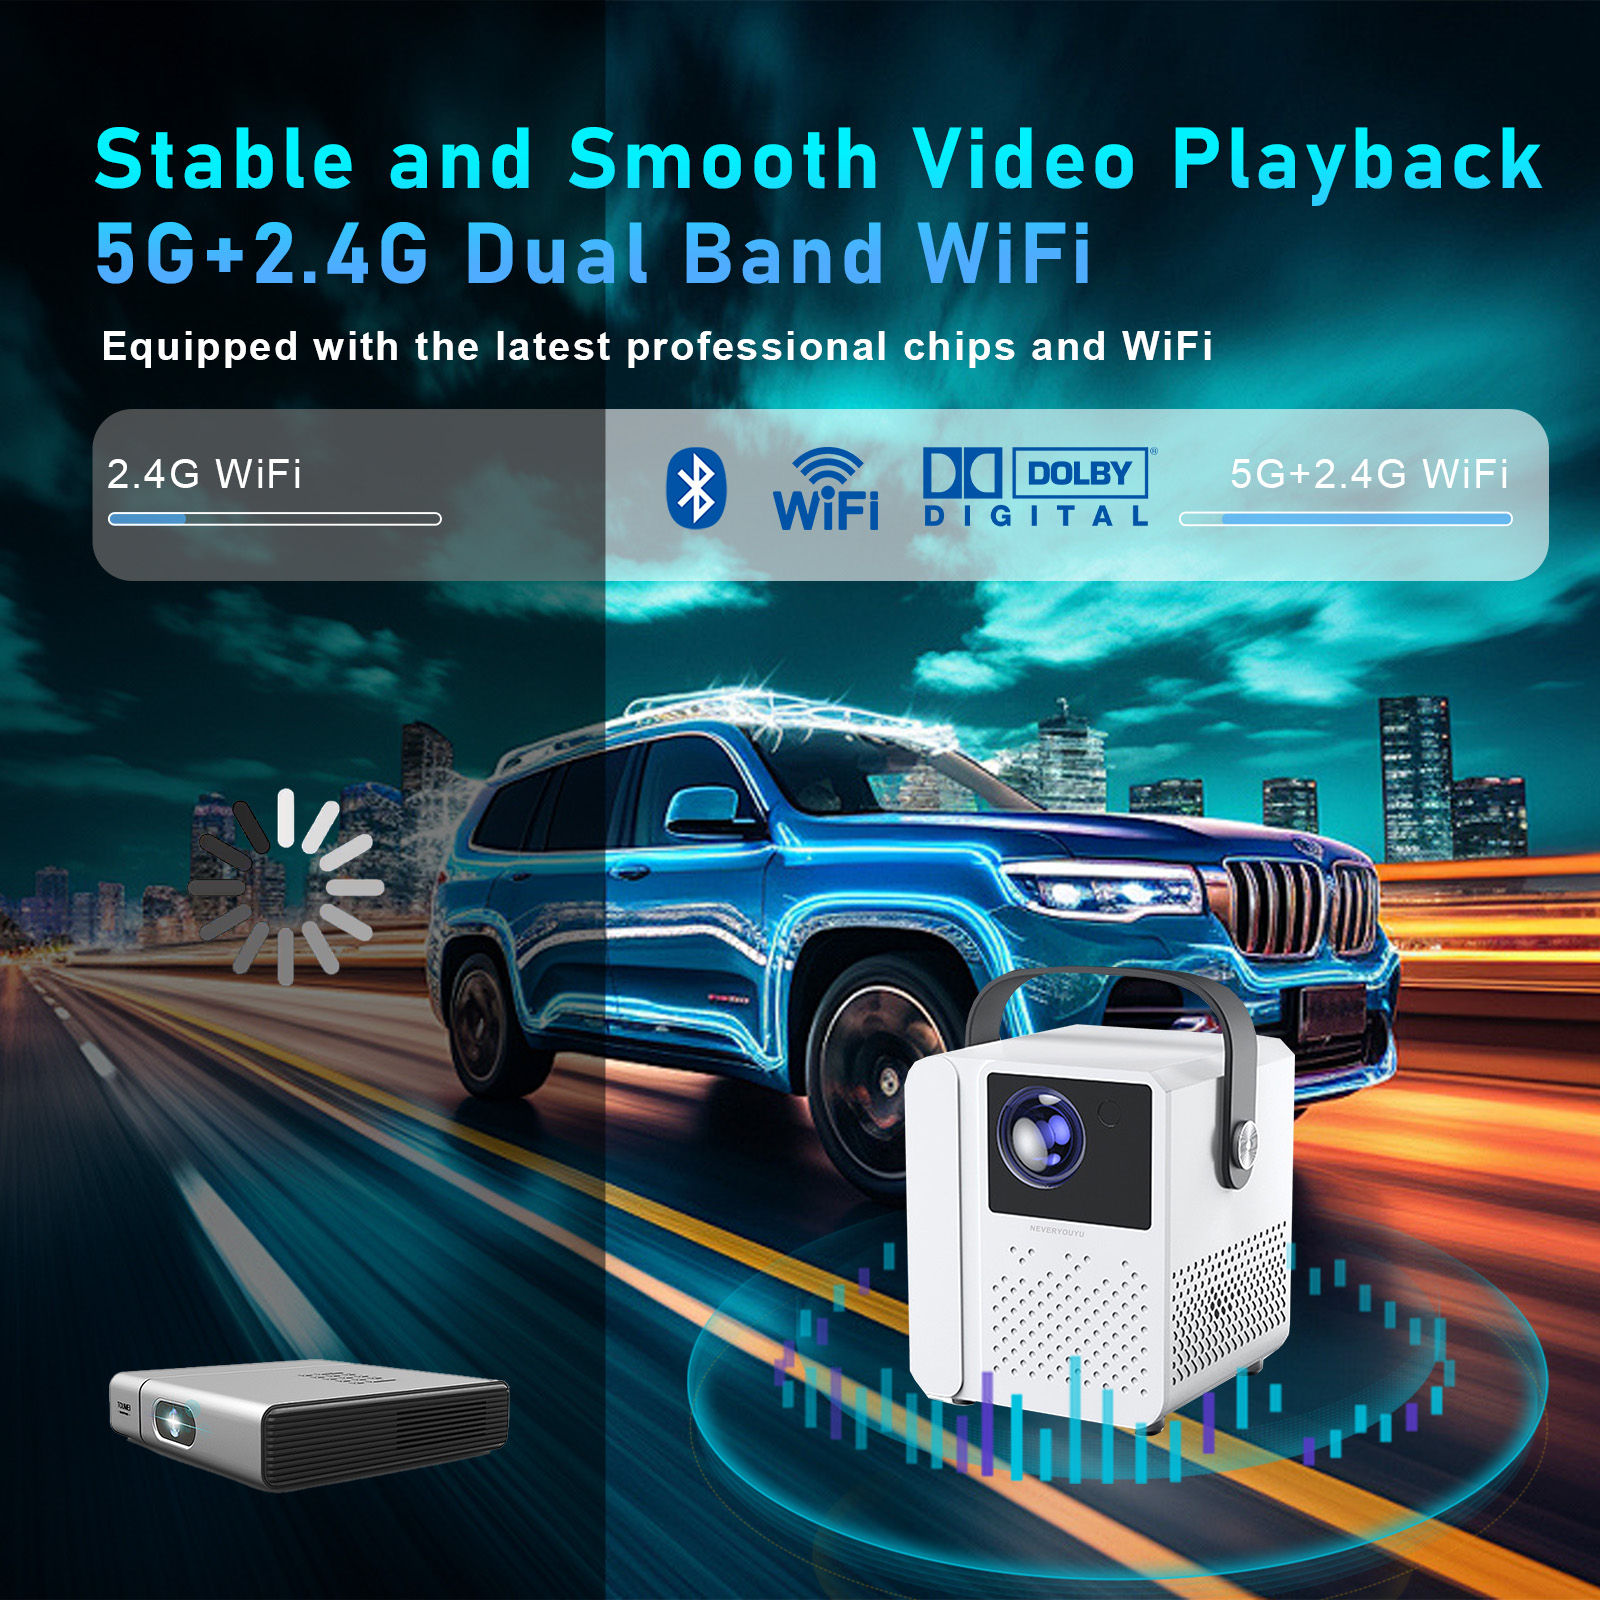 Stable and Smooth Video Playback
5G+2.4G Dual Band WiFi
Equipped with the latest professional chips and WiFi
2.4G WiFi
WiFi
DOLBY®
DIGITAL
5G+2.4G WiFi
NEVERYOUYU